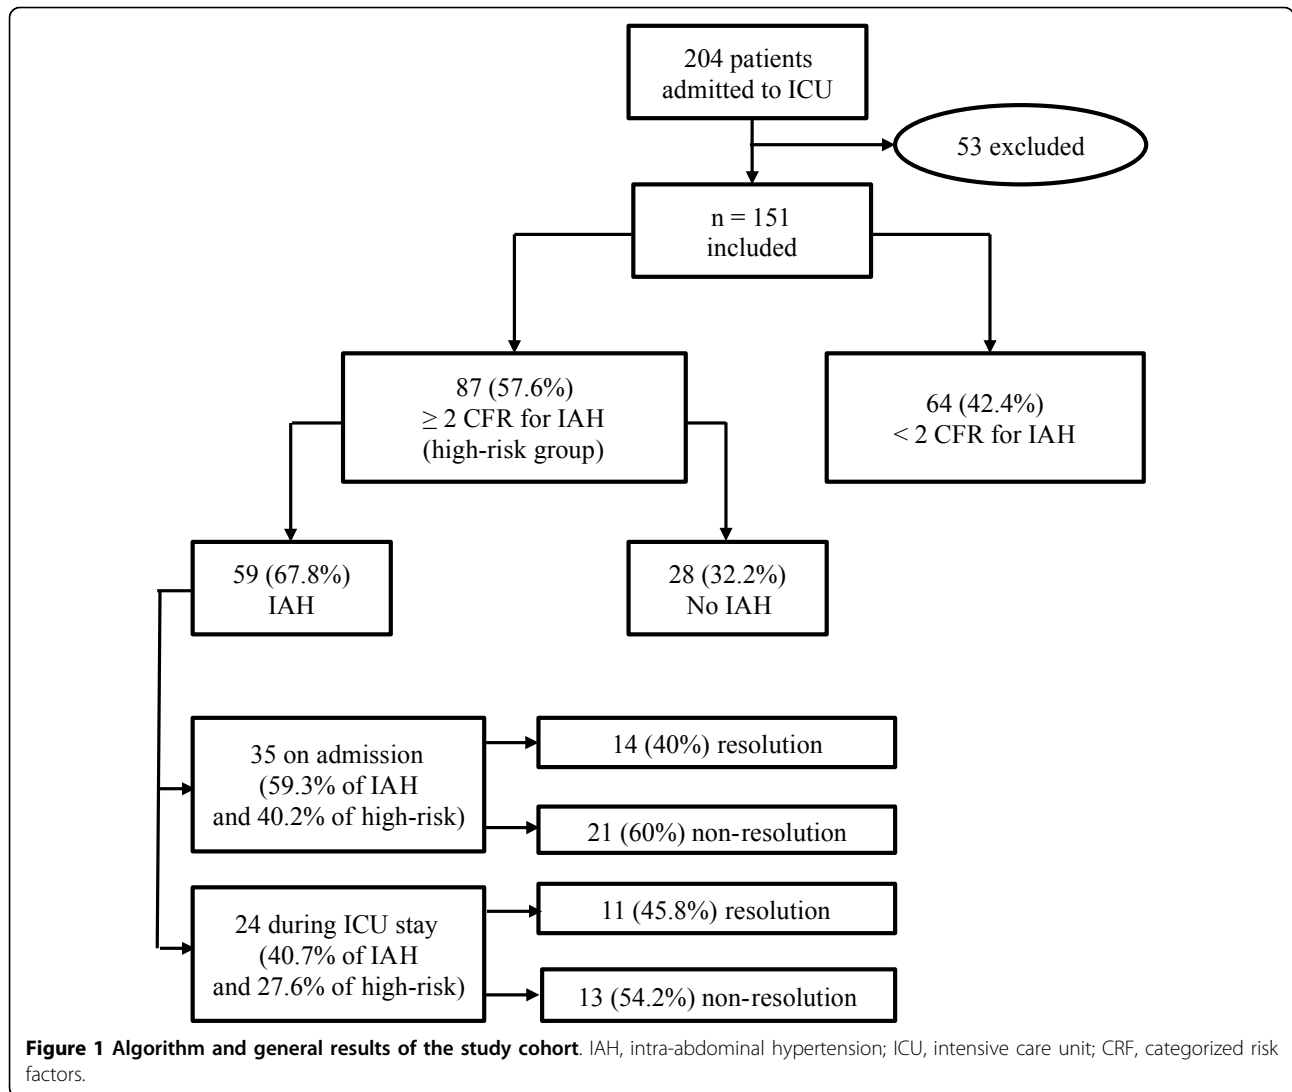 204 patients
admitted to ICU
53 excluded
n = 151
included
87 (57.6%)
≥ 2 CFR for IAH
(high-risk group)
64 (42.4%)
< 2 CFR for IAH
59 (67.8%)
IAH
28 (32.2%)
No IAH
35 on admission
(59.3% of IAH
and 40.2% of high-risk)
14 (40%) resolution
21 (60%) non-resolution
24 during ICU stay
(40.7% of IAH
and 27.6% of high-risk)
11 (45.8%) resolution
13 (54.2%) non-resolution
Figure 1 Algorithm and general results of the study cohort. IAH, intra-abdominal hypertension; ICU, intensive care unit; CRF, categorized risk
factors.